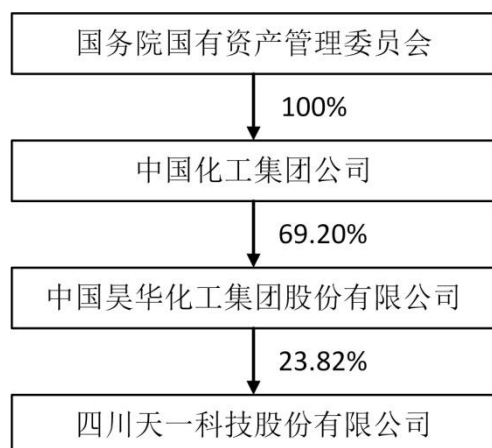 国务院国有资产管理委员会
100%
中国化工集团公司
69.20%
中国昊华化工集团股份有限公司
23.82%
四川天一科技股份有限公司